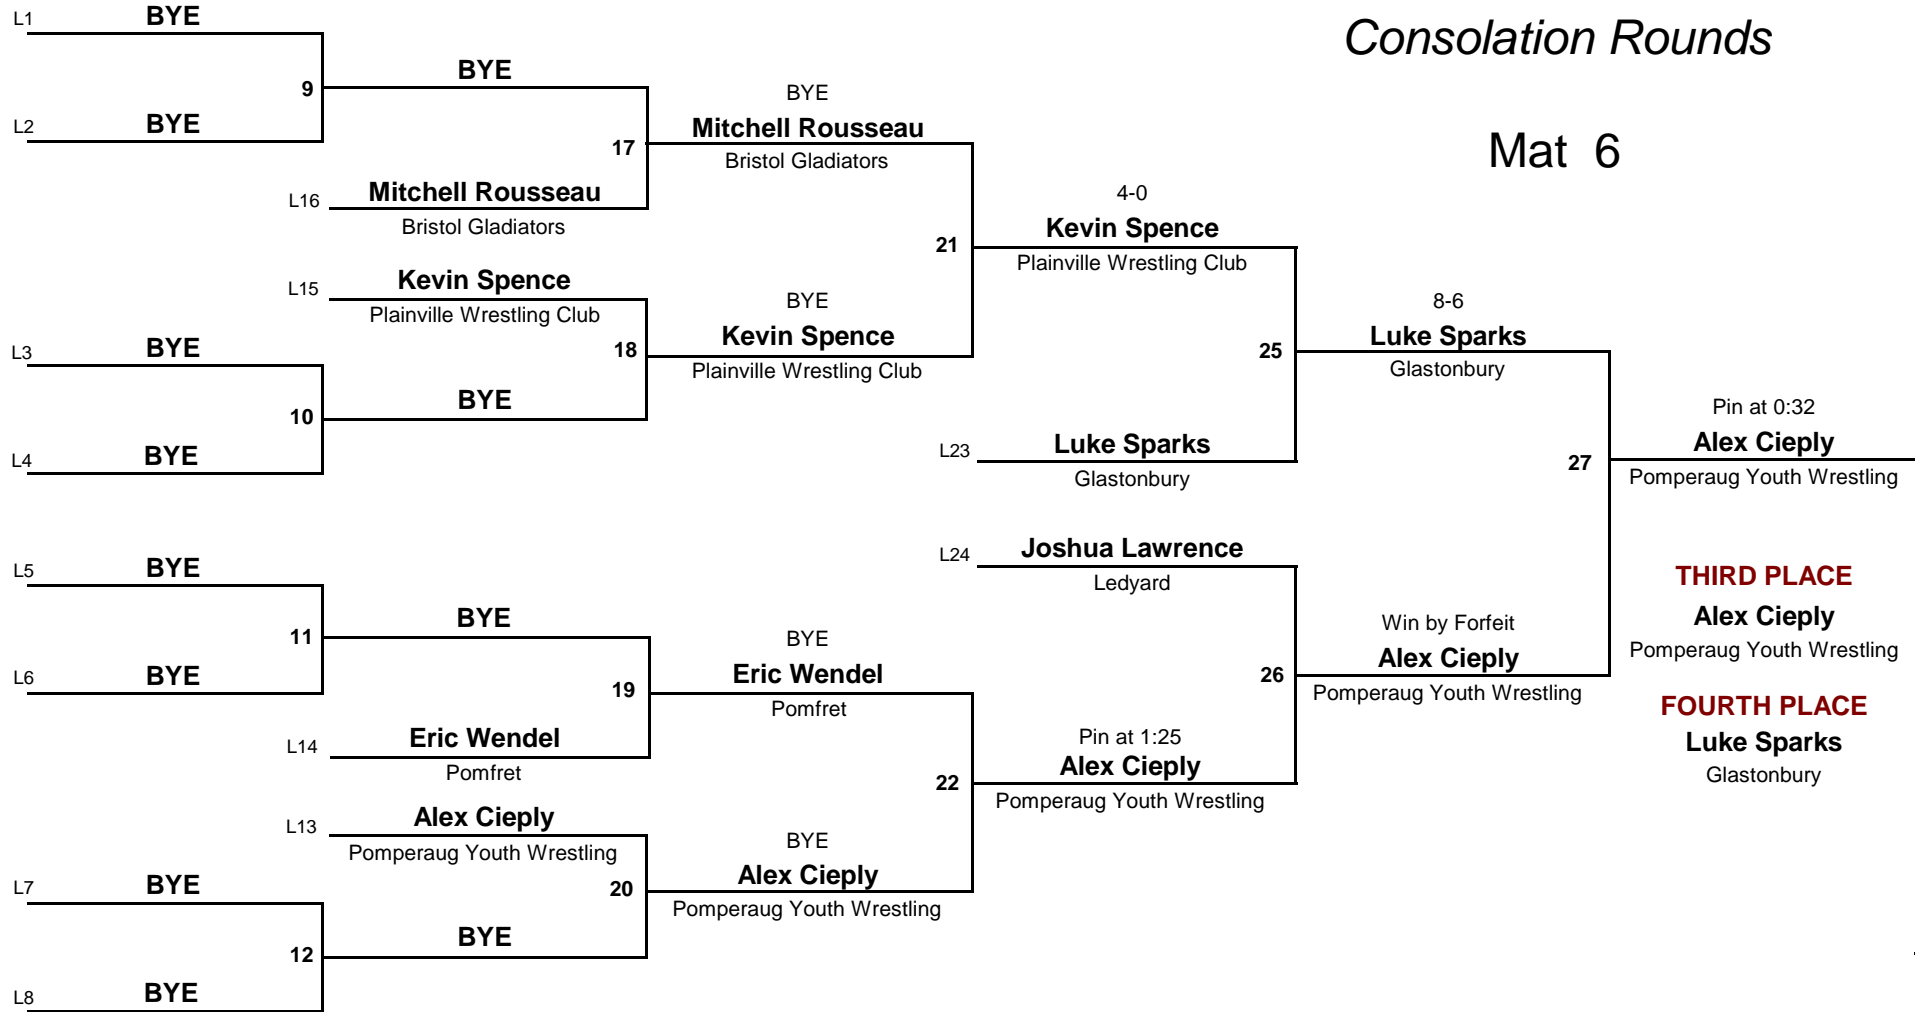 Consolation Rounds
Mat 6
L1 BYE
9
BYE
L2 BYE
BYE
Mitchell Rousseau
Bristol Gladiators
17
L16 Mitchell Rousseau
Bristol Gladiators
4-0
Kevin Spence
Plainville Wrestling Club
21
L15 Kevin Spence
Plainville Wrestling Club
BYE
Kevin Spence
Plainville Wrestling Club
18
L3 BYE
10
BYE
L4 BYE
8-6
Luke Sparks
Glastonbury
25
L23 Luke Sparks
Glastonbury
Pin at 0:32
Alex Cieply
Pomperaug Youth Wrestling
27
L24 Joshua Lawrence
Ledyard
L5 BYE
11
BYE
L6 BYE
BYE
Eric Wendel
Pomfret
19
L14 Eric Wendel
Pomfret
Win by Forfeit
Alex Cieply
Pomperaug Youth Wrestling
26
Pin at 1:25
Alex Cieply
Pomperaug Youth Wrestling
22
L13 Alex Cieply
Pomperaug Youth Wrestling
BYE
Alex Cieply
Pomperaug Youth Wrestling
20
L7 BYE
12
BYE
L8 BYE
THIRD PLACE
Alex Cieply
Pomperaug Youth Wrestling
FOURTH PLACE
Luke Sparks
Glastonbury